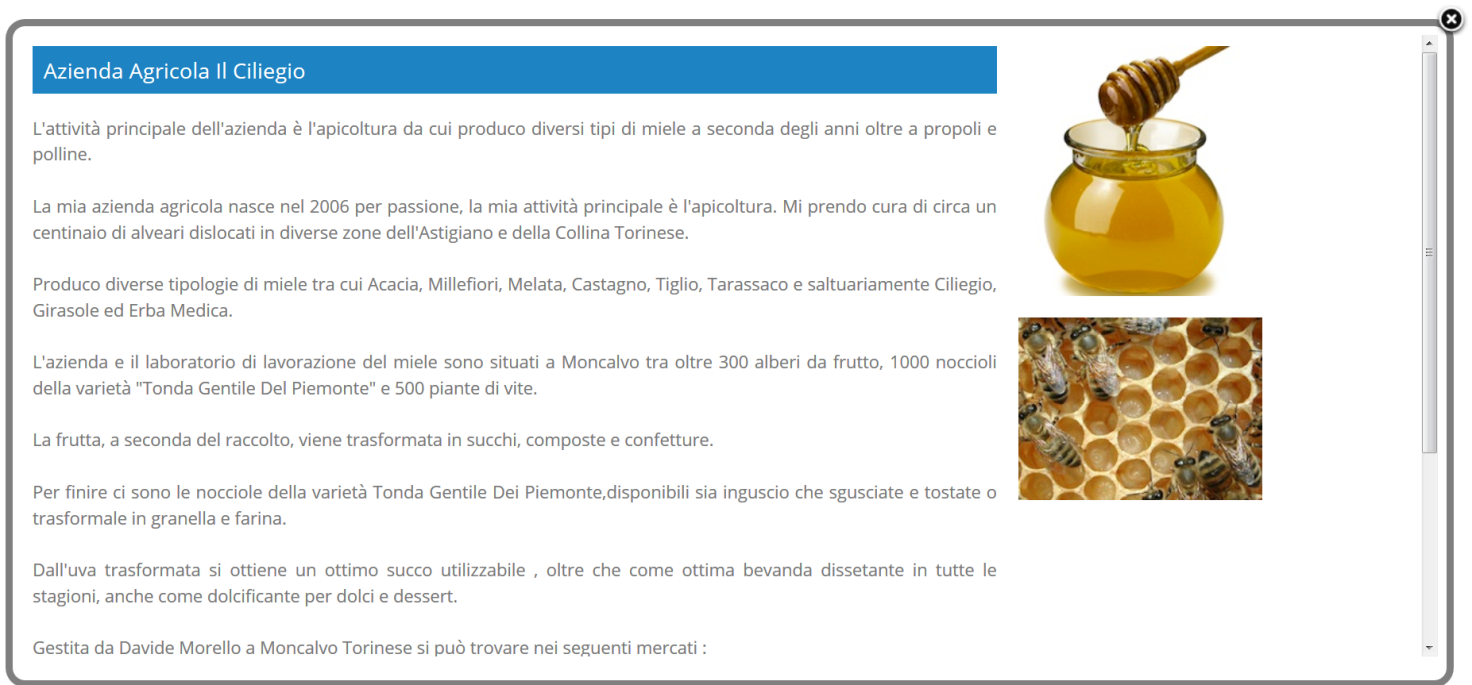 Azienda Agricola Il Ciliegio
L'attività principale dell'azienda è l'apicoltura da cui produco diversi tipi di miele a seconda degli anni oltre a propoli e
polline.
La mia azienda agricola nasce nel 2006 per passione, la mia attività principale è l'apicoltura. Mi prendo cura di circa un
centinaio di alveari dislocati in diverse zone dell'Astigiano e della Collina Torinese.
Produco diverse tipologie di miele tra cui Acacia, Millefiori, Melata, Castagno, Tiglio, Tarassaco e saltuariamente Ciliegio,
Girasole ed Erba Medica.
L'azienda e il laboratorio di lavorazione del miele sono situati a Moncalvo tra oltre 300 alberi da frutto, 1000 noccioli
della varietà "Tonda Gentile Del Piemonte" e 500 piante di vite.
La frutta, a seconda del raccolto, viene trasformata in succhi, composte e confetture.
Per finire ci sono le nocciole della varietà Tonda Gentile Dei Piemonte,disponibili sia inguscio che sgusciate e tostate o
trasformale in granella e farina.
Dall'uva trasformata si ottiene un ottimo succo utilizzabile , oltre che come ottima bevanda dissetante in tutte le
stagioni, anche come dolcificante per dolci e dessert.
Gestita da Davide Morello a Moncalvo Torinese si può trovare nei seguenti mercati :